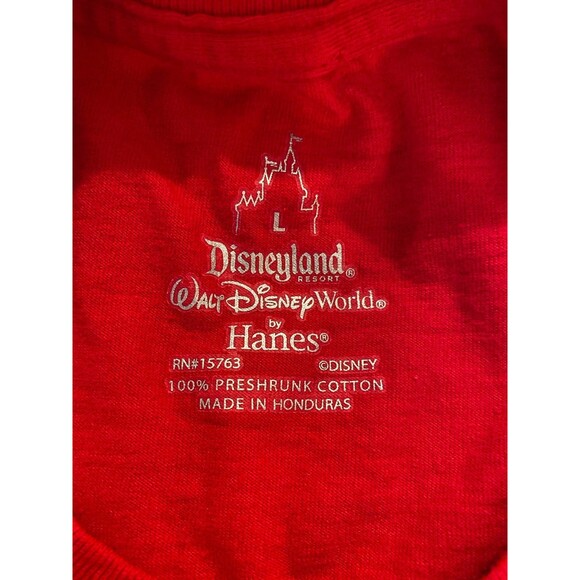 L
Disneyland®
RESORT
Walt Disney World®
by
Hanes®
RN#15763 ©DISNEY
100% PRESHRUNK COTTON
MADE IN HONDURAS